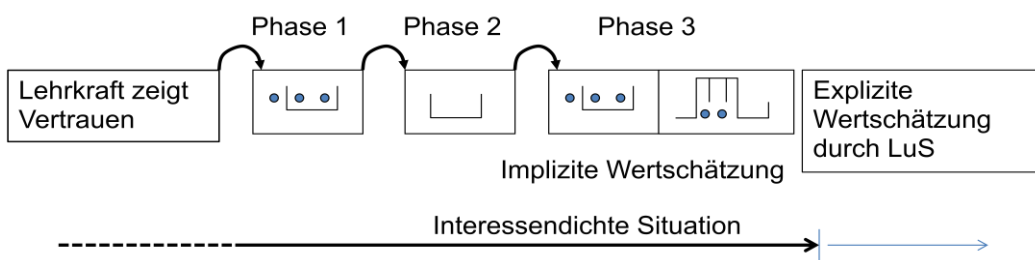 Phase 1
Phase 2
Phase 3
Lehrkraft zeigt
Vertrauen
Explizite
Wertschätzung
durch LuS
Implizite Wertschätzung
Interessendichte Situation